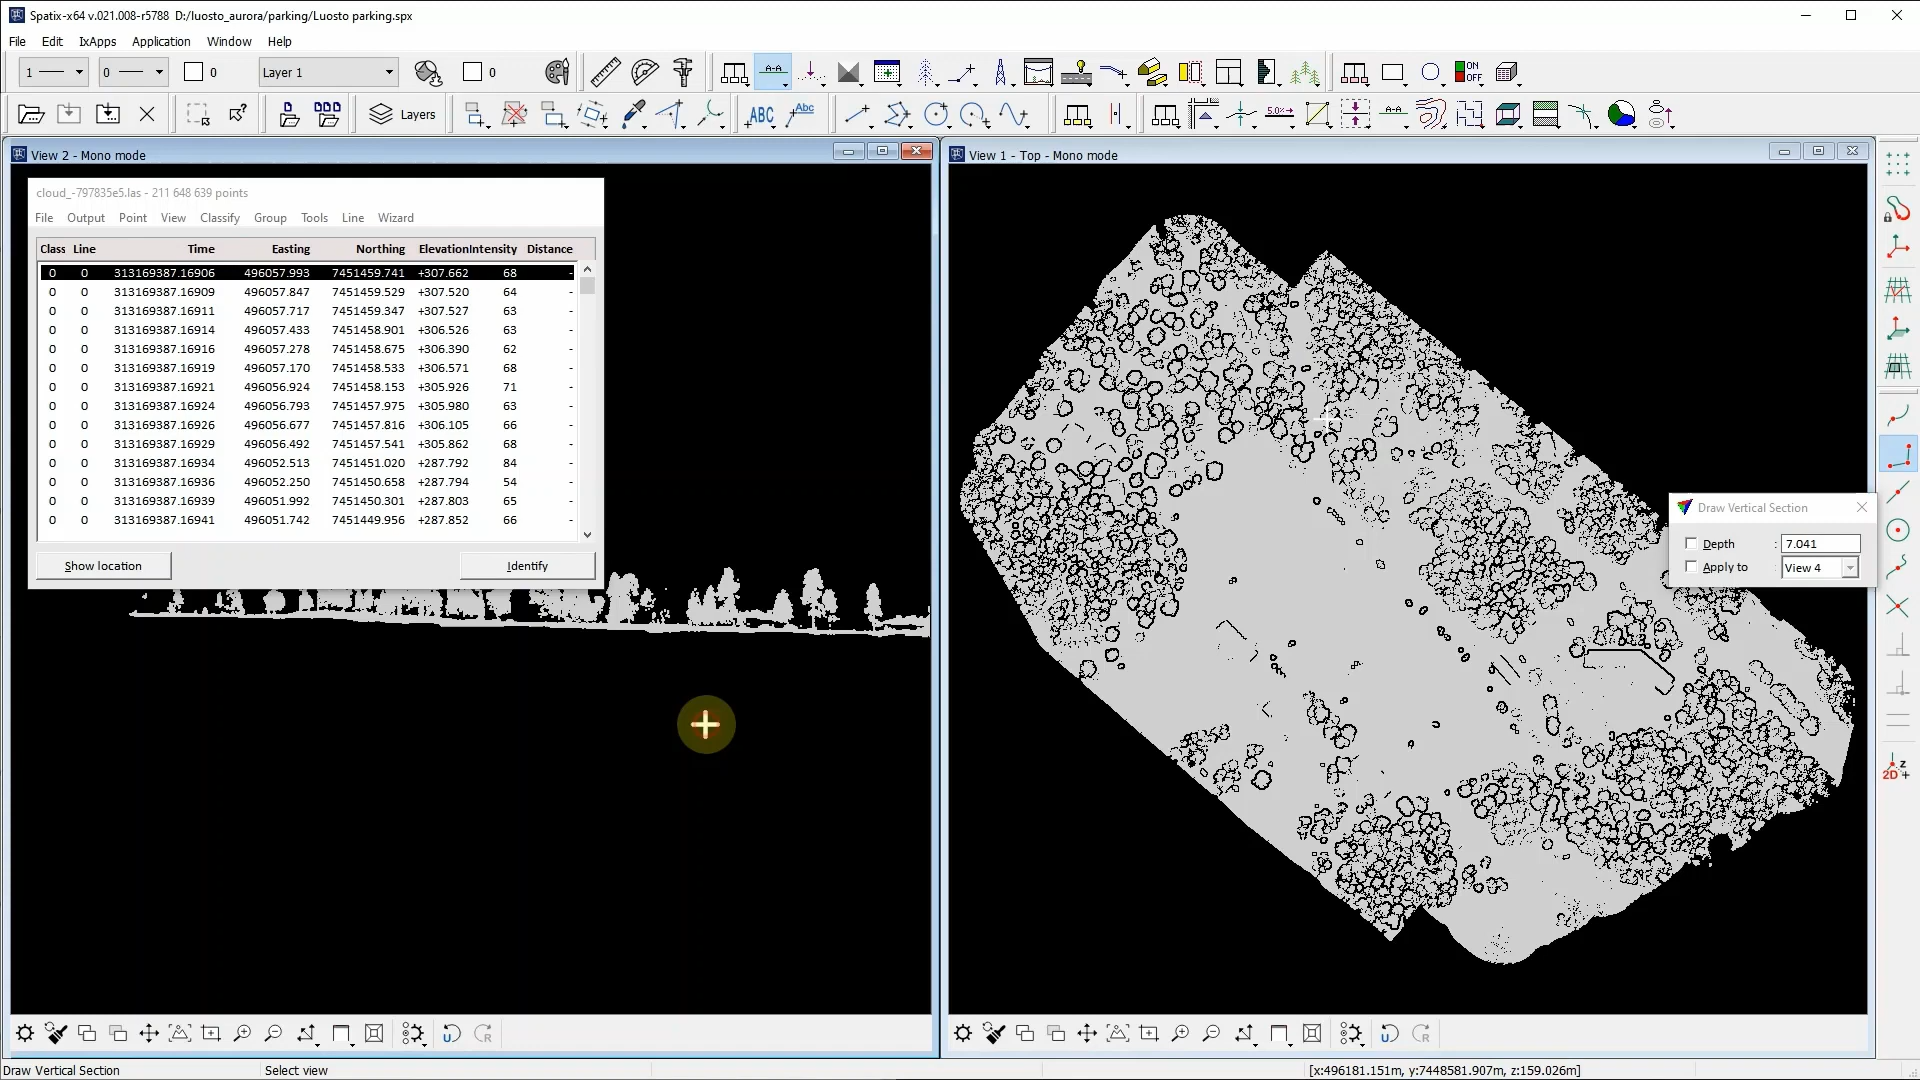 Spatix-x64 v.021.008-r5788 D:/luosto_aurora/parking/Luosto parking.spx
File Edit IxApps Application Window Help
1 0 0 Layer 1 0
ON
OFF
Layers ABC Abc 5.0%
View 2 - Mono mode
View 1 - Top - Mono mode
cloud_-797835e5.las - 211 648 639 points
File Output Point View Classify Group Tools Line Wizard
Class Line Time Easting Northing Elevation Intensity Distance
0 0 313169387.16906 496057.993 7451459.741 +307.662 68 -
0 0 313169387.16909 496057.847 7451459.529 +307.520 64 -
0 0 313169387.16911 496057.717 7451459.347 +307.527 63 -
0 0 313169387.16914 496057.433 7451458.901 +306.526 63 -
0 0 313169387.16916 496057.278 7451458.675 +306.390 62 -
0 0 313169387.16919 496057.170 7451458.533 +306.571 68 -
0 0 313169387.16921 496056.924 7451458.153 +305.926 71 -
0 0 313169387.16924 496056.793 7451457.975 +305.980 63 -
0 0 313169387.16926 496056.677 7451457.816 +306.105 66 -
0 0 313169387.16929 496056.492 7451457.541 +305.862 68 -
0 0 313169387.16934 496052.513 7451451.020 +287.792 84 -
0 0 313169387.16936 496052.250 7451450.658 +287.794 54 -
0 0 313169387.16939 496051.992 7451450.301 +287.803 65 -
0 0 313169387.16941 496051.742 7451449.956 +287.852 66 -
Show location Identify
Draw Vertical Section
Depth : 7.041
Apply to : View 4
z
2D+
Draw Vertical Section Select view [x:496181.151m, y:7448581.907m, z:159.026m]